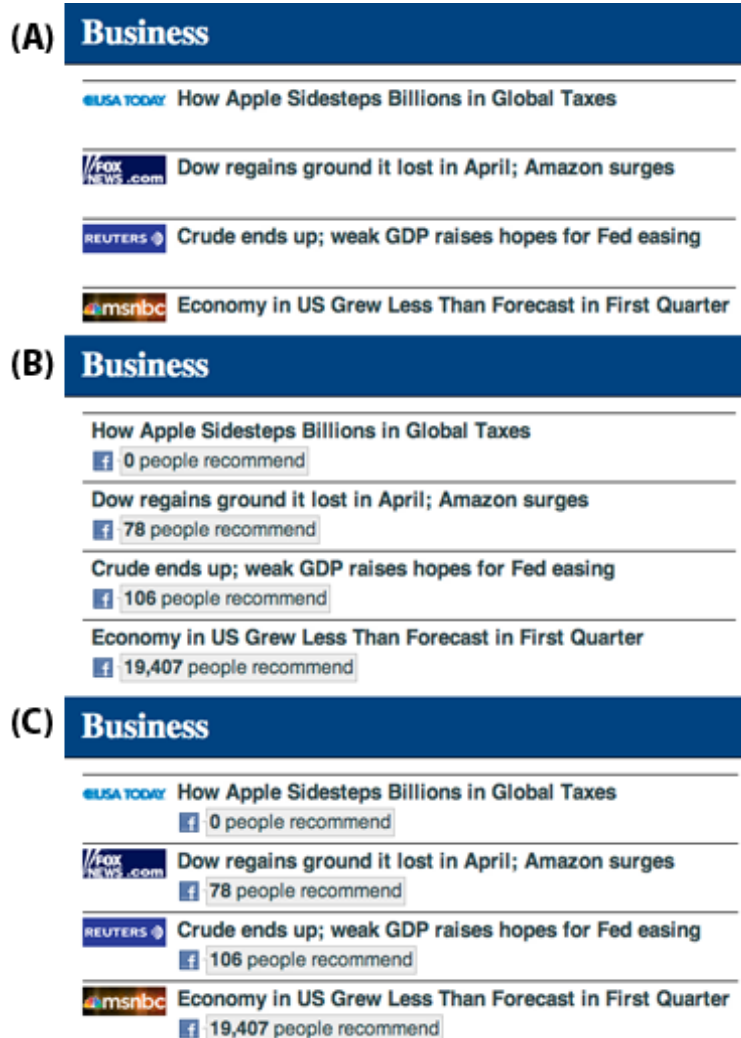 (A) Business
USA TODAY How Apple Sidesteps Billions in Global Taxes
FOX NEWS.com Dow regains ground it lost in April; Amazon surges
REUTERS Crude ends up; weak GDP raises hopes for Fed easing
msnbc Economy in US Grew Less Than Forecast in First Quarter
(B) Business
How Apple Sidesteps Billions in Global Taxes
f 0 people recommend
Dow regains ground it lost in April; Amazon surges
f 78 people recommend
Crude ends up; weak GDP raises hopes for Fed easing
f 106 people recommend
Economy in US Grew Less Than Forecast in First Quarter
f 19,407 people recommend
(C) Business
USA TODAY How Apple Sidesteps Billions in Global Taxes
f 0 people recommend
FOX NEWS.com Dow regains ground it lost in April; Amazon surges
f 78 people recommend
REUTERS Crude ends up; weak GDP raises hopes for Fed easing
f 106 people recommend
msnbc Economy in US Grew Less Than Forecast in First Quarter
f 19,407 people recommend